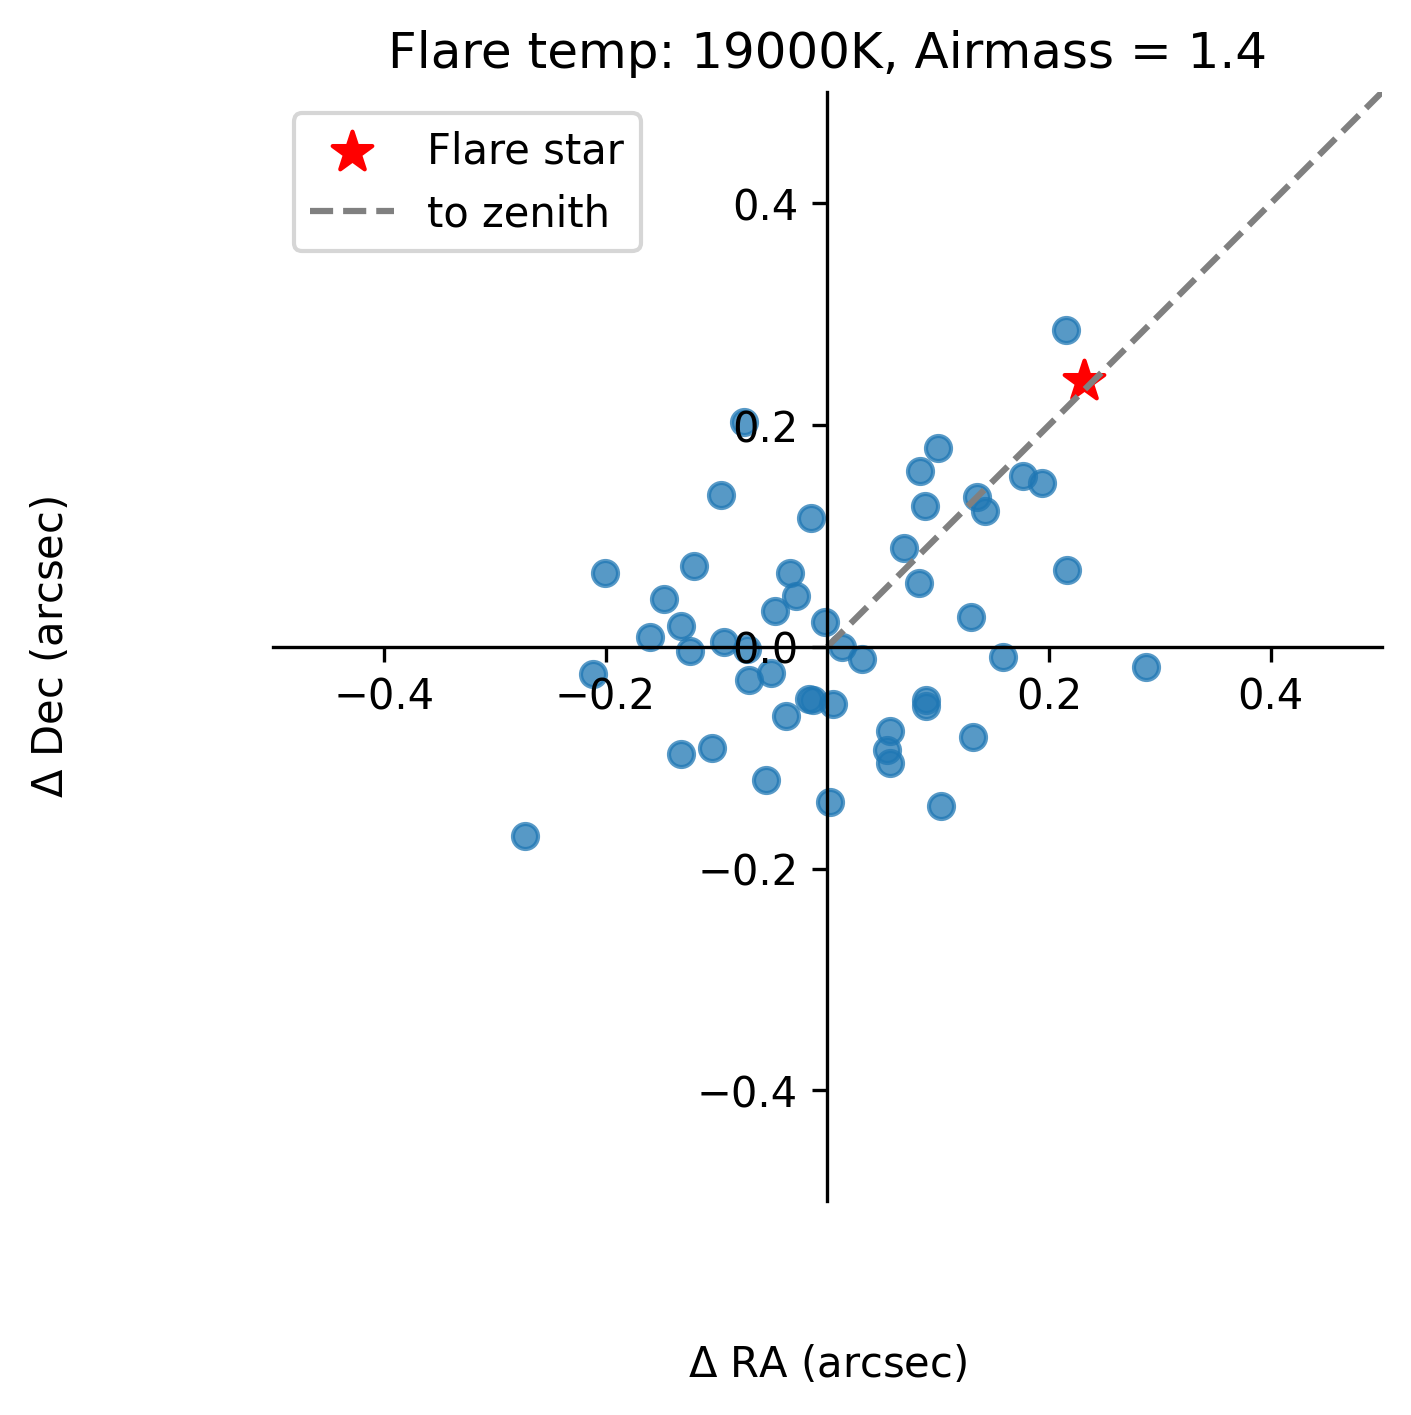 Flare temp: 19000K, Airmass = 1.4
Flare star
to zenith
0.4
0.2
0.0
−0.4
−0.2
0.2
0.4
−0.2
−0.4
Δ Dec (arcsec)
Δ RA (arcsec)